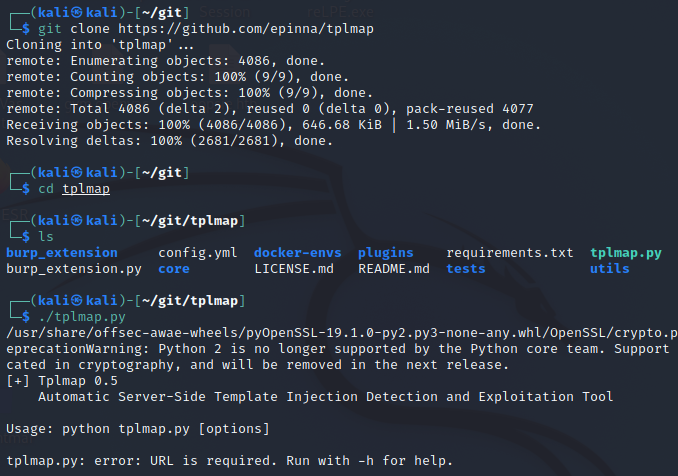 ┌──(kali㉿kali)-[~/git]
└─$ git clone https://github.com/epinna/tplmap
Cloning into 'tplmap'...
remote: Enumerating objects: 4086, done.
remote: Counting objects: 100% (9/9), done.
remote: Compressing objects: 100% (9/9), done.
remote: Total 4086 (delta 2), reused 0 (delta 0), pack-reused 4077
Receiving objects: 100% (4086/4086), 646.68 KiB | 1.50 MiB/s, done.
Resolving deltas: 100% (2681/2681), done.
┌──(kali㉿kali)-[~/git]
└─$ cd tplmap
┌──(kali㉿kali)-[~/git/tplmap]
└─$ ls
burp_extension config.yml docker-envs plugins requirements.txt tplmap.py
burp_extension.py core LICENSE.md README.md tests utils
┌──(kali㉿kali)-[~/git/tplmap]
└─$ ./tplmap.py
/usr/share/offsec-awae-wheels/pyOpenSSL-19.1.0-py2.py3-none-any.whl/OpenSSL/crypto.p
eprecationWarning: Python 2 is no longer supported by the Python core team. Support
cated in cryptography, and will be removed in the next release.
[+] Tplmap 0.5
Automatic Server-Side Template Injection Detection and Exploitation Tool
Usage: python tplmap.py [options]
tplmap.py: error: URL is required. Run with -h for help.